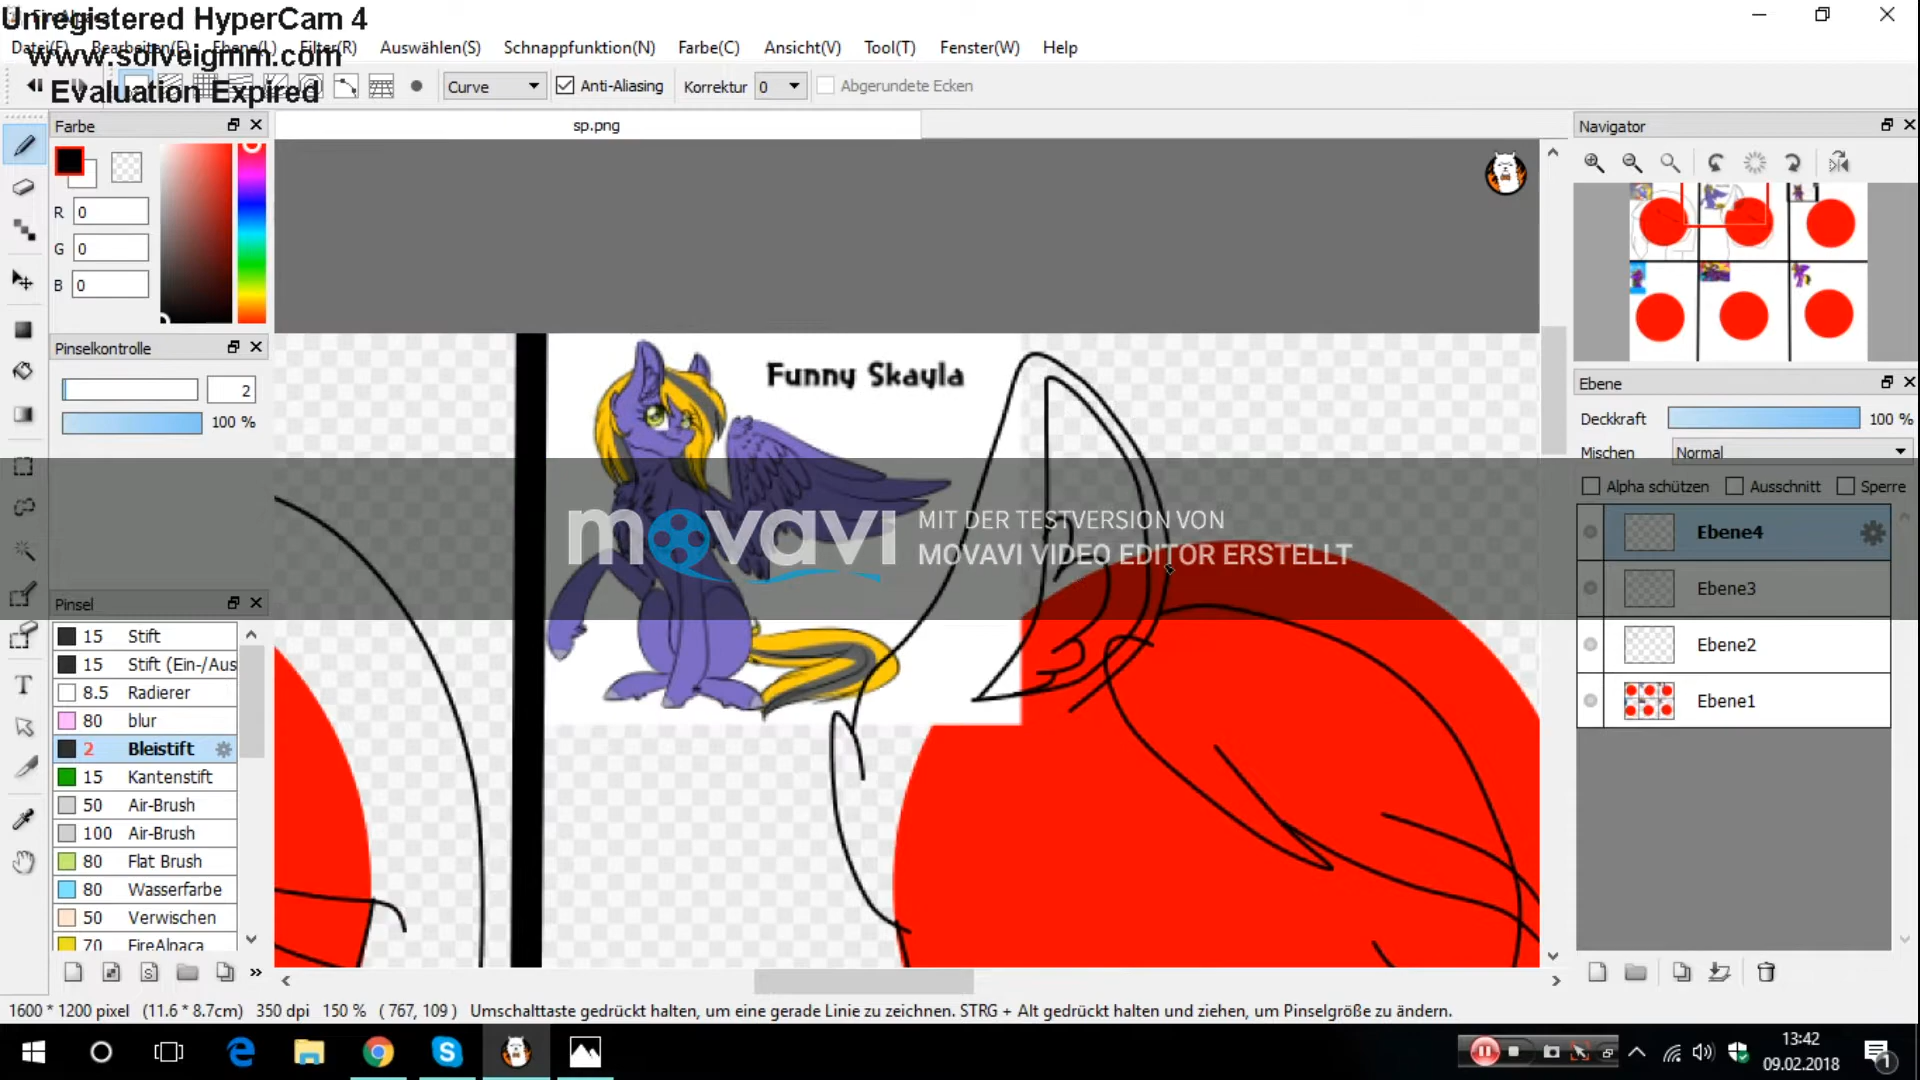 Unregistered HyperCam 4
www.solveigmm.com
Evaluation Expired
Datei(F) Bearbeiten(E) Ebene(L) Filter(R) Auswählen(S) Schnappfunktion(N) Farbe(C) Ansicht(V) Tool(T) Fenster(W) Help
Curve Anti-Aliasing Korrektur 0 Abgerundete Ecken
Farbe
sp.png
Navigator
R 0
G 0
B 0
Pinselkontrolle
2
100 %
Funny Skayla
Ebene
Deckkraft 100 %
Mischen Normal
Alpha schützen Ausschnitt Sperre
movavi
MIT DER TESTVERSION VON
MOVAVI VIDEO EDITOR ERSTELLT
Ebene4
Ebene3
Ebene2
Ebene1
Pinsel
15 Stift
15 Stift (Ein-/Aus
8.5 Radierer
80 blur
2 Bleistift
15 Kantenstift
50 Air-Brush
100 Air-Brush
80 Flat Brush
80 Wasserfarbe
50 Verwischen
70 FireAlpaca
1600 * 1200 pixel (11.6 * 8.7cm) 350 dpi 150 % ( 767, 109 ) Umschalttaste gedrückt halten, um eine gerade Linie zu zeichnen. STRG + Alt gedrückt halten und ziehen, um Pinselgröße zu ändern.
13:42
09.02.2018
1